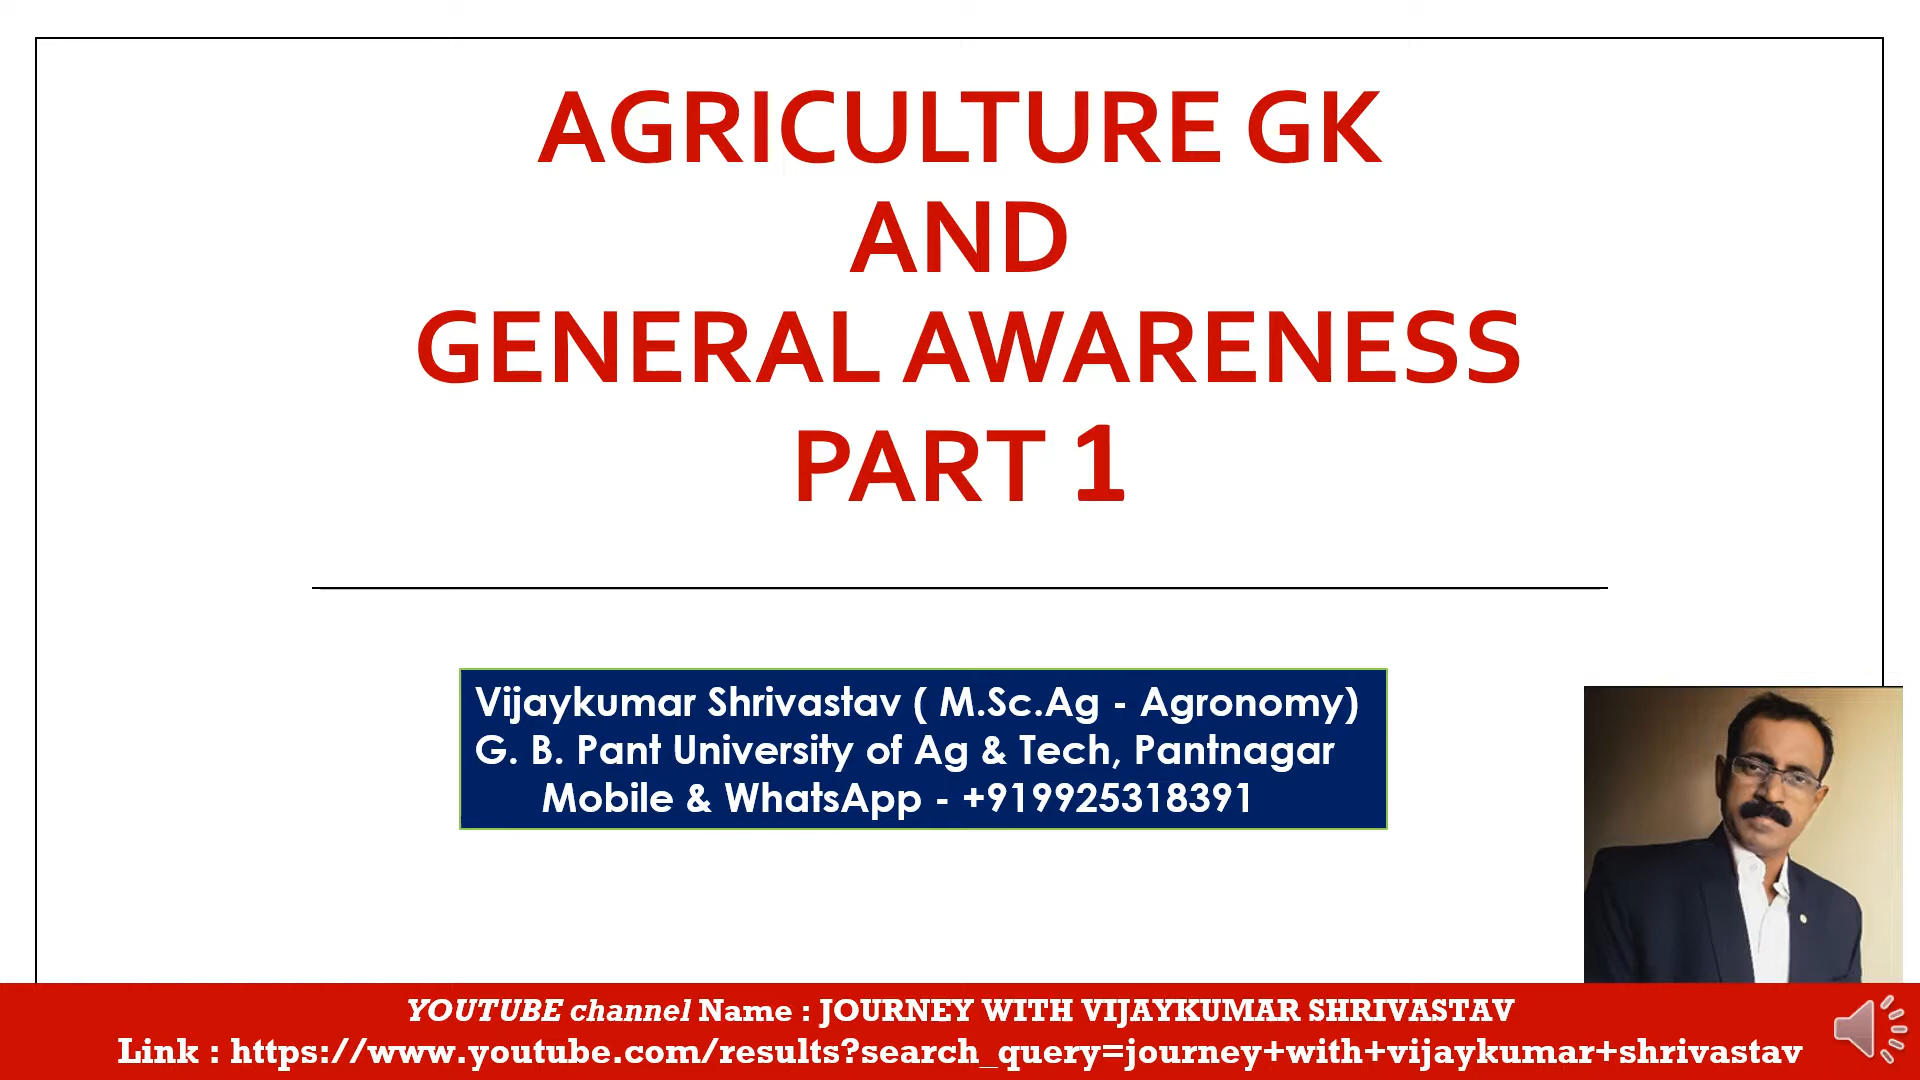 AGRICULTURE GK
AND
GENERAL AWARENESS
PART 1
Vijaykumar Shrivastav ( M.Sc.Ag - Agronomy)
G. B. Pant University of Ag & Tech, Pantnagar
Mobile & WhatsApp - +919925318391
YOUTUBE channel Name : JOURNEY WITH VIJAYKUMAR SHRIVASTAV
Link : https://www.youtube.com/results?search_query=journey+with+vijaykumar+shrivastav